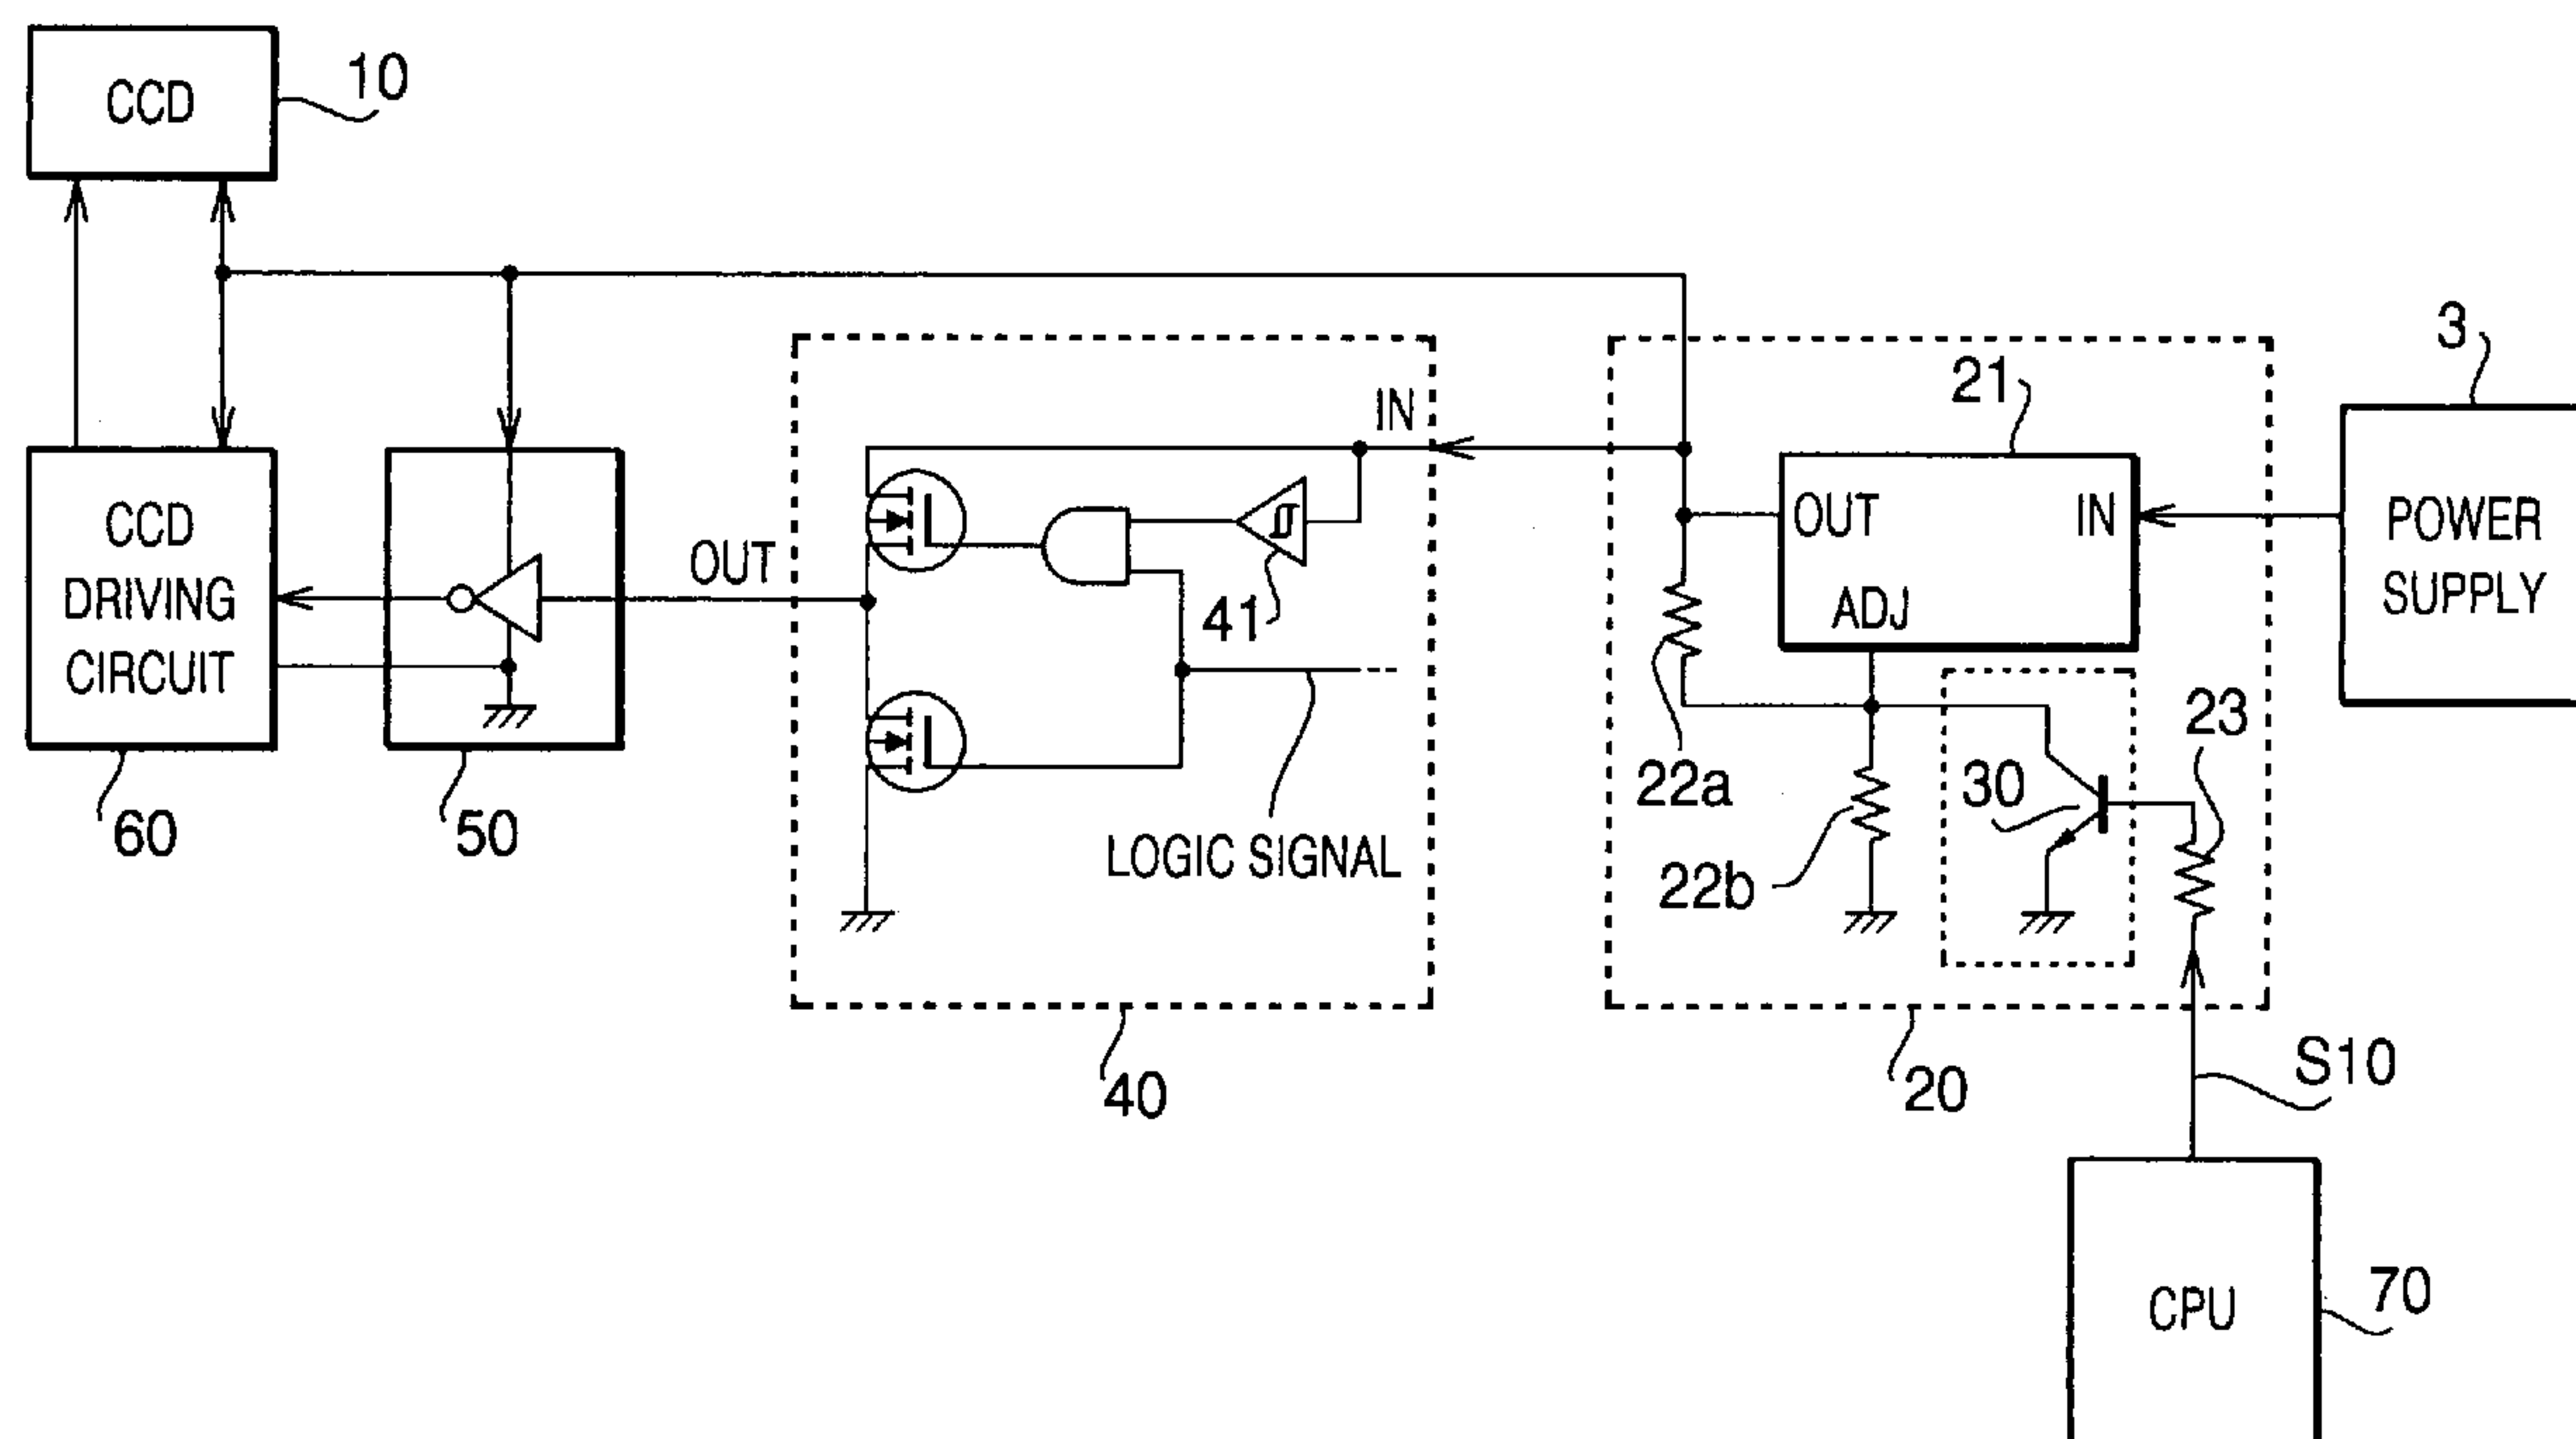 CCD
10
3
21
IN
OUT
IN
POWER
SUPPLY
CCD
DRIVING
CIRCUIT
OUT
41
ADJ
23
22a
30
22b
60
50
LOGIC SIGNAL
40
20
S10
CPU
70